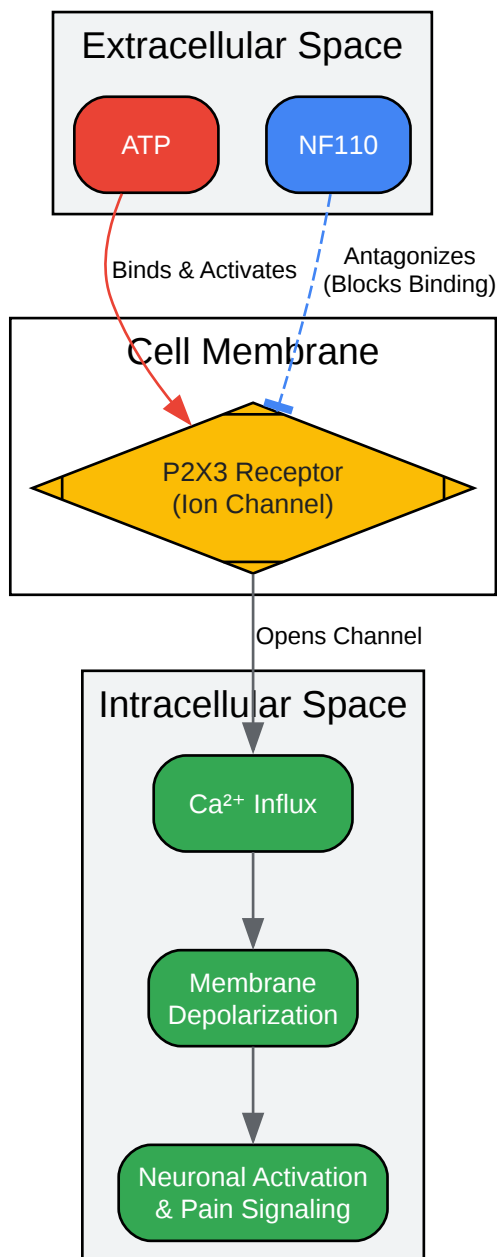 Extracellular Space
ATP
NF110
Binds & Activates
Antagonizes
(Blocks Binding)
Cell Membrane
P2X3 Receptor
(Ion Channel)
Opens Channel
Intracellular Space
Ca²⁺ Influx
Membrane
Depolarization
Neuronal Activation
& Pain Signaling